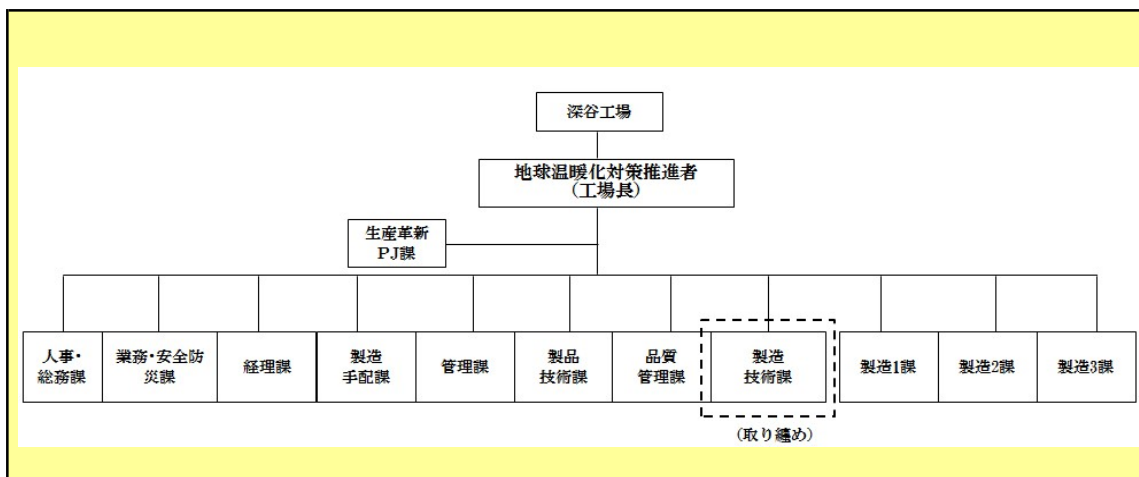 深谷工場
地球温暖化対策推進者
(工場長)
生産革新
PJ課
人事・
総務課
業務・安全防
災課
経理課
製造
手配課
管理課
製品
技術課
品質
管理課
製造
技術課
製造1課
製造2課
製造3課
(取り纏め)